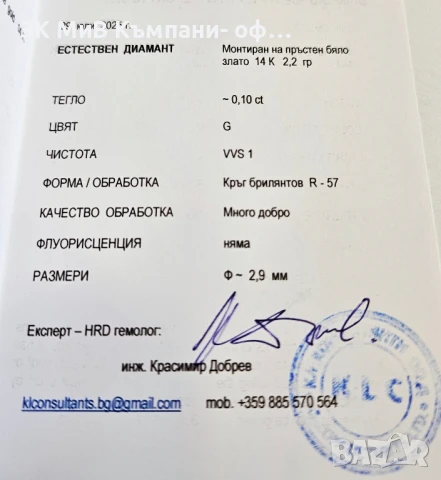 К МиВ Къмпани- оф...
ЕСТЕСТВЕН ДИАМАНТ Монтиран на пръстен бяло
злато 14 К 2,2 гр
ТЕГЛО ~ 0,10 ct
ЦВЯТ G
ЧИСТОТА VVS 1
ФОРМА / ОБРАБОТКА Кръг брилянтов R - 57
КАЧЕСТВО ОБРАБОТКА Много добро
ФЛУОРИСЦЕНЦИЯ няма
РАЗМЕРИ Ф ~ 2,9 мм
Експерт – HRD гемолог:
инж. Красимир Добрев
klconsultants.bg@gmail.com mob. +359 885 570 564
KLC
BAZAR